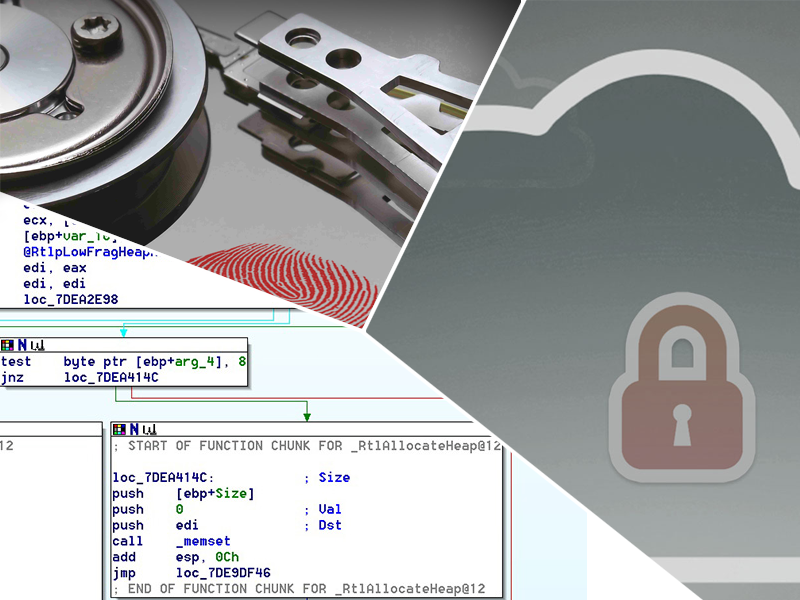 ecx, [
[ebp+var_1c]
@RtlpLowFragHeap
edi, eax
edi, edi
loc_7DEA2E98
test byte ptr [ebp+arg_4], 8
jnz loc_7DEA414C
12
; START OF FUNCTION CHUNK FOR _RtlAllocateHeap@12
loc_7DEA414C: ; Size
push [ebp+Size]
push 0 ; Val
push edi ; Dst
call _memset
add esp, 0Ch
jmp loc_7DE9DF46
; END OF FUNCTION CHUNK FOR _RtlAllocateHeap@12